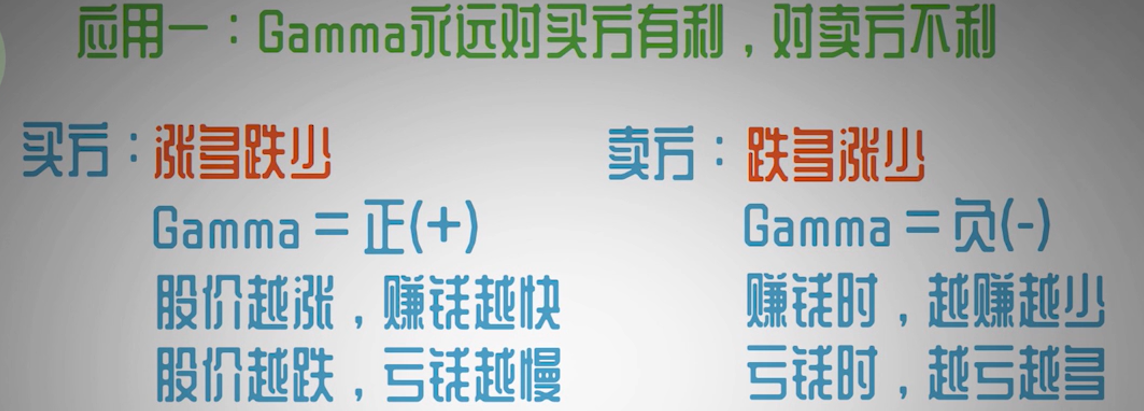 应用一：Gamma永远对买方有利，对卖方不利
买方：涨多跌少
Gamma＝正(+)
股价越涨，赚钱越快
股价越跌，亏钱越慢
卖方：跌多涨少
Gamma＝负(-)
赚钱时，越赚越少
亏钱时，越亏越多